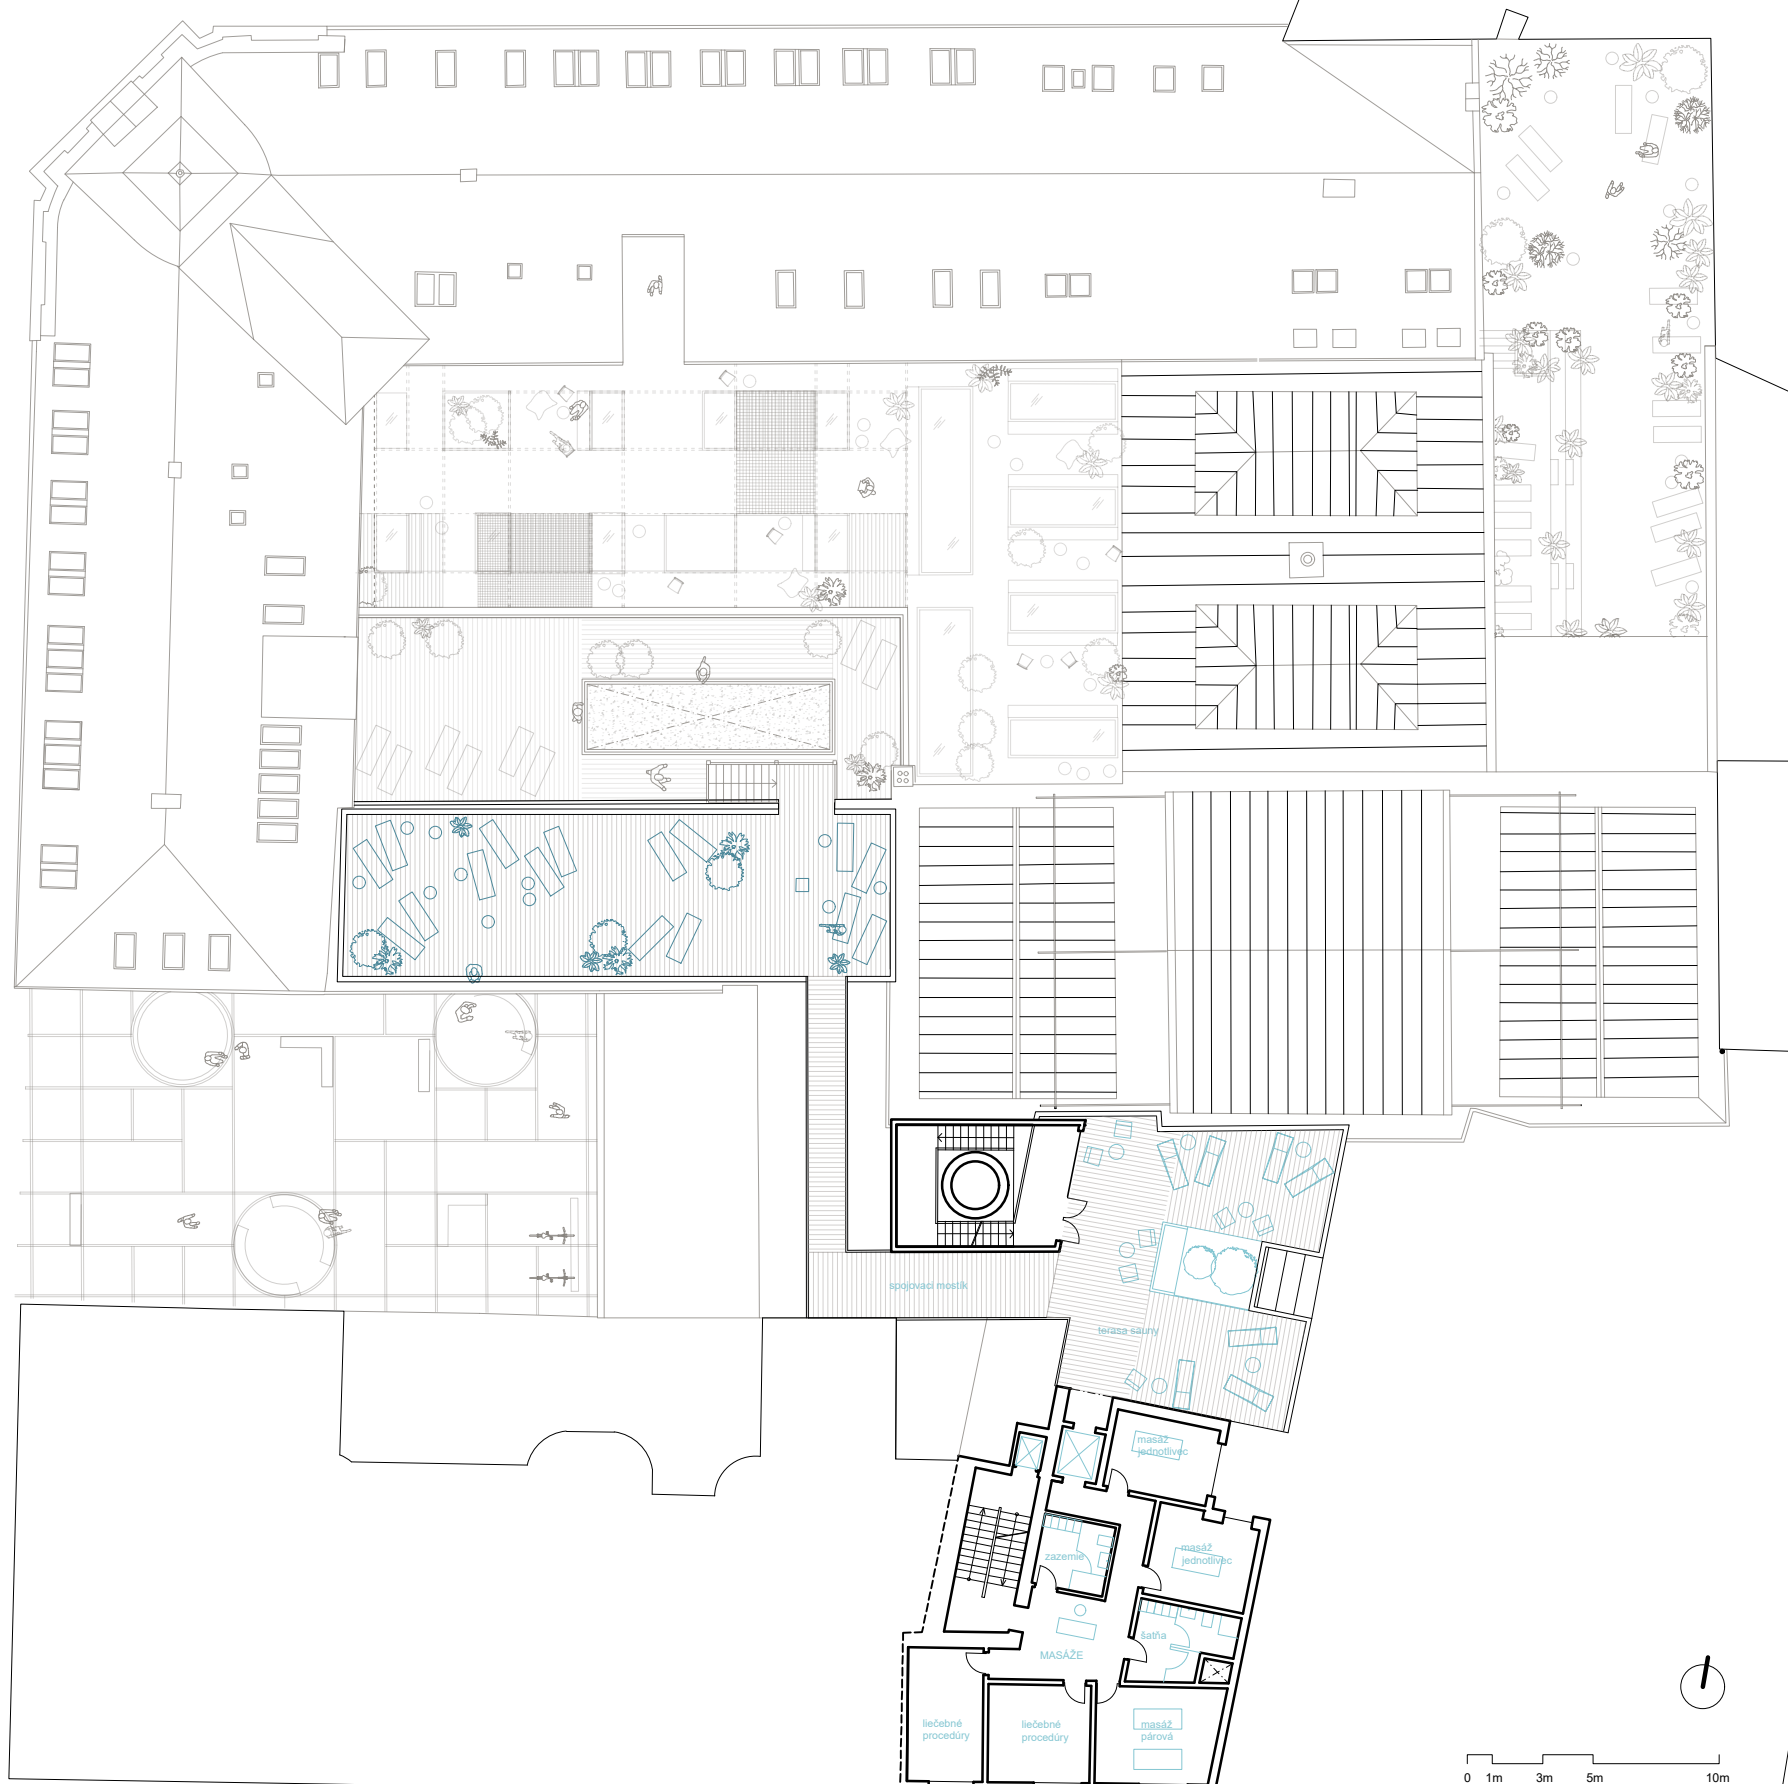 spojovací mostík
terasa sauny
masáž
jednotlivec
masáž
jednotlivec
zazemie
šatňa
MASÁŽE
liečebné
procedúry
liečebné
procedúry
masáž
párová
0 1m 3m 5m 10m